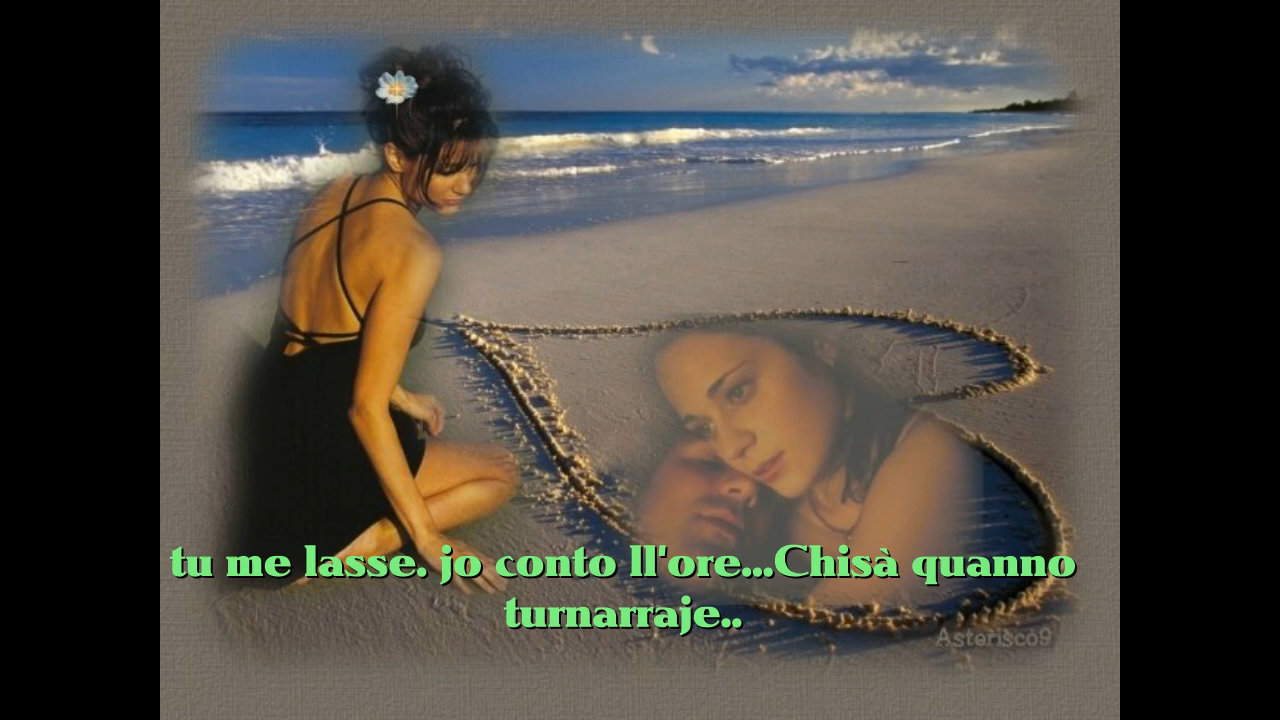 tu me lasse. jo conto ll'ore...Chisà quanno
turnarraje..
Asterisco9